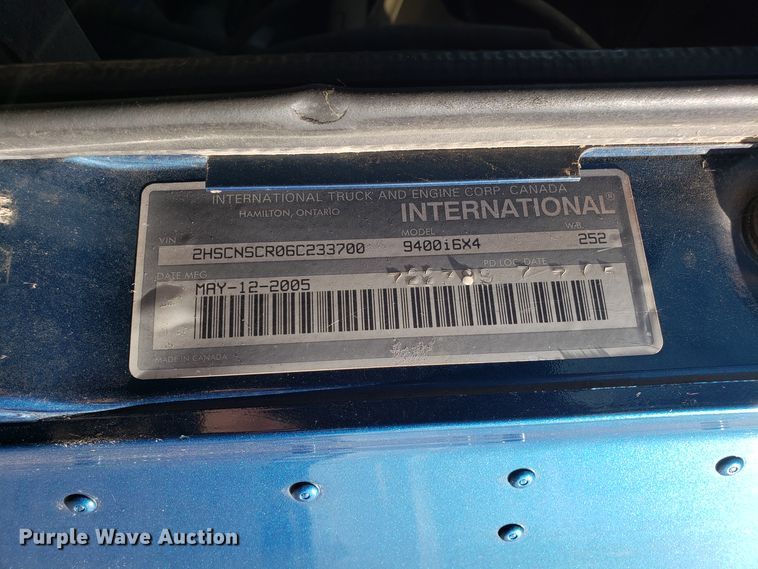 INTERNATIONAL TRUCK AND ENGINE CORP. CANADA
HAMILTON, ONTARIO
INTERNATIONAL®
VIN MODEL W.B.
2HSCNSCR06C233700 9400i6X4 252
DATE MFG PD LOC DATE
MAY-12-2005
MADE IN CANADA
Purple Wave Auction